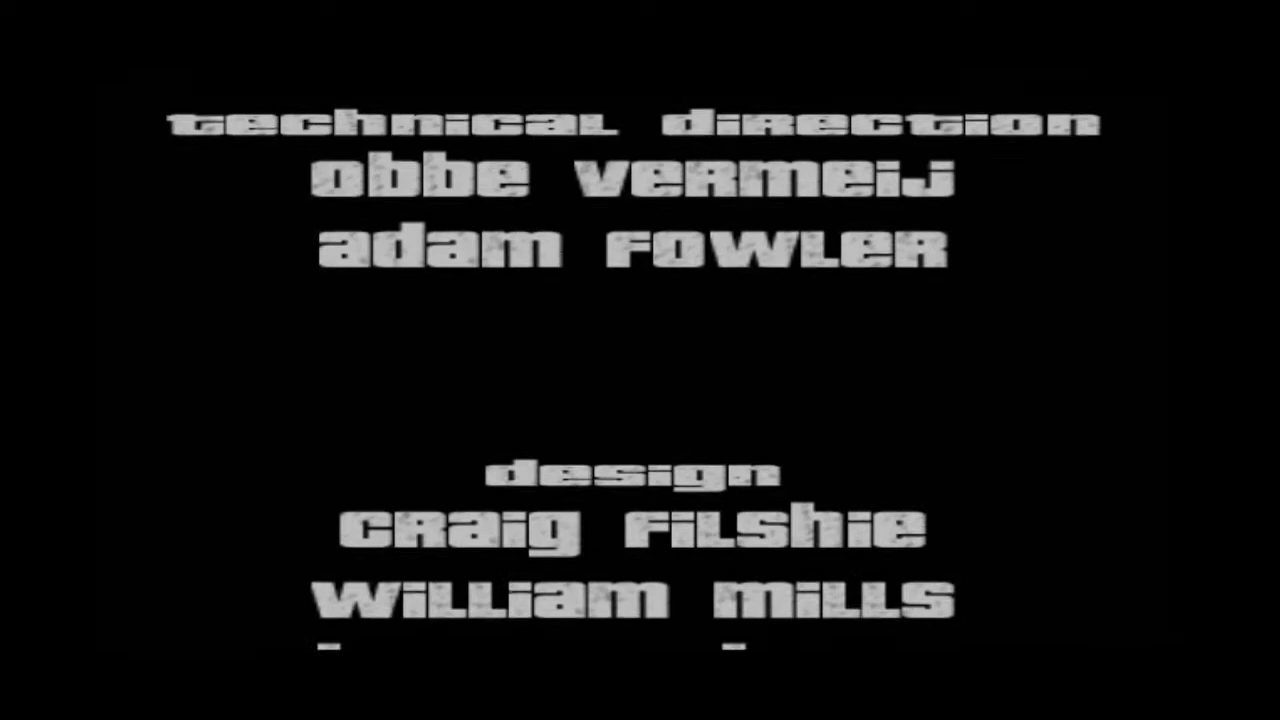 technical direction
obbe vermeij
adam fowler
design
craig filshie
william mills